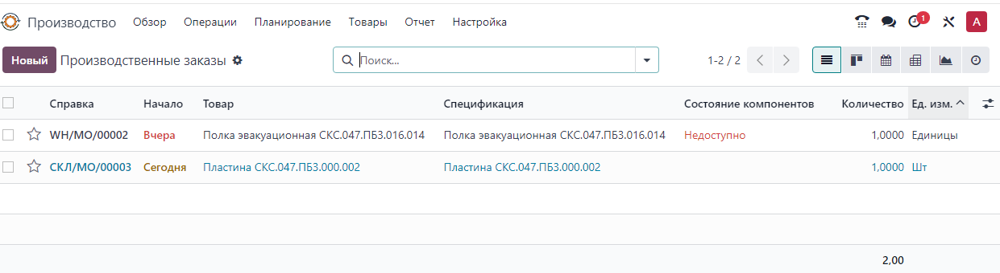 Производство Обзор Операции Планирование Товары Отчет Настройка 1 А
Новый Производственные заказы Поиск... 1-2 / 2
Справка Начало Товар Спецификация Состояние компонентов Количество Ед. изм.
WH/MO/00002 Вчера Полка эвакуационная СКС.047.ПБ3.016.014 Полка эвакуационная СКС.047.ПБ3.016.014 Недоступно 1,0000 Единицы
СКЛ/МО/00003 Сегодня Пластина СКС.047.ПБ3.000.002 Пластина СКС.047.ПБ3.000.002 1,0000 Шт
2,00